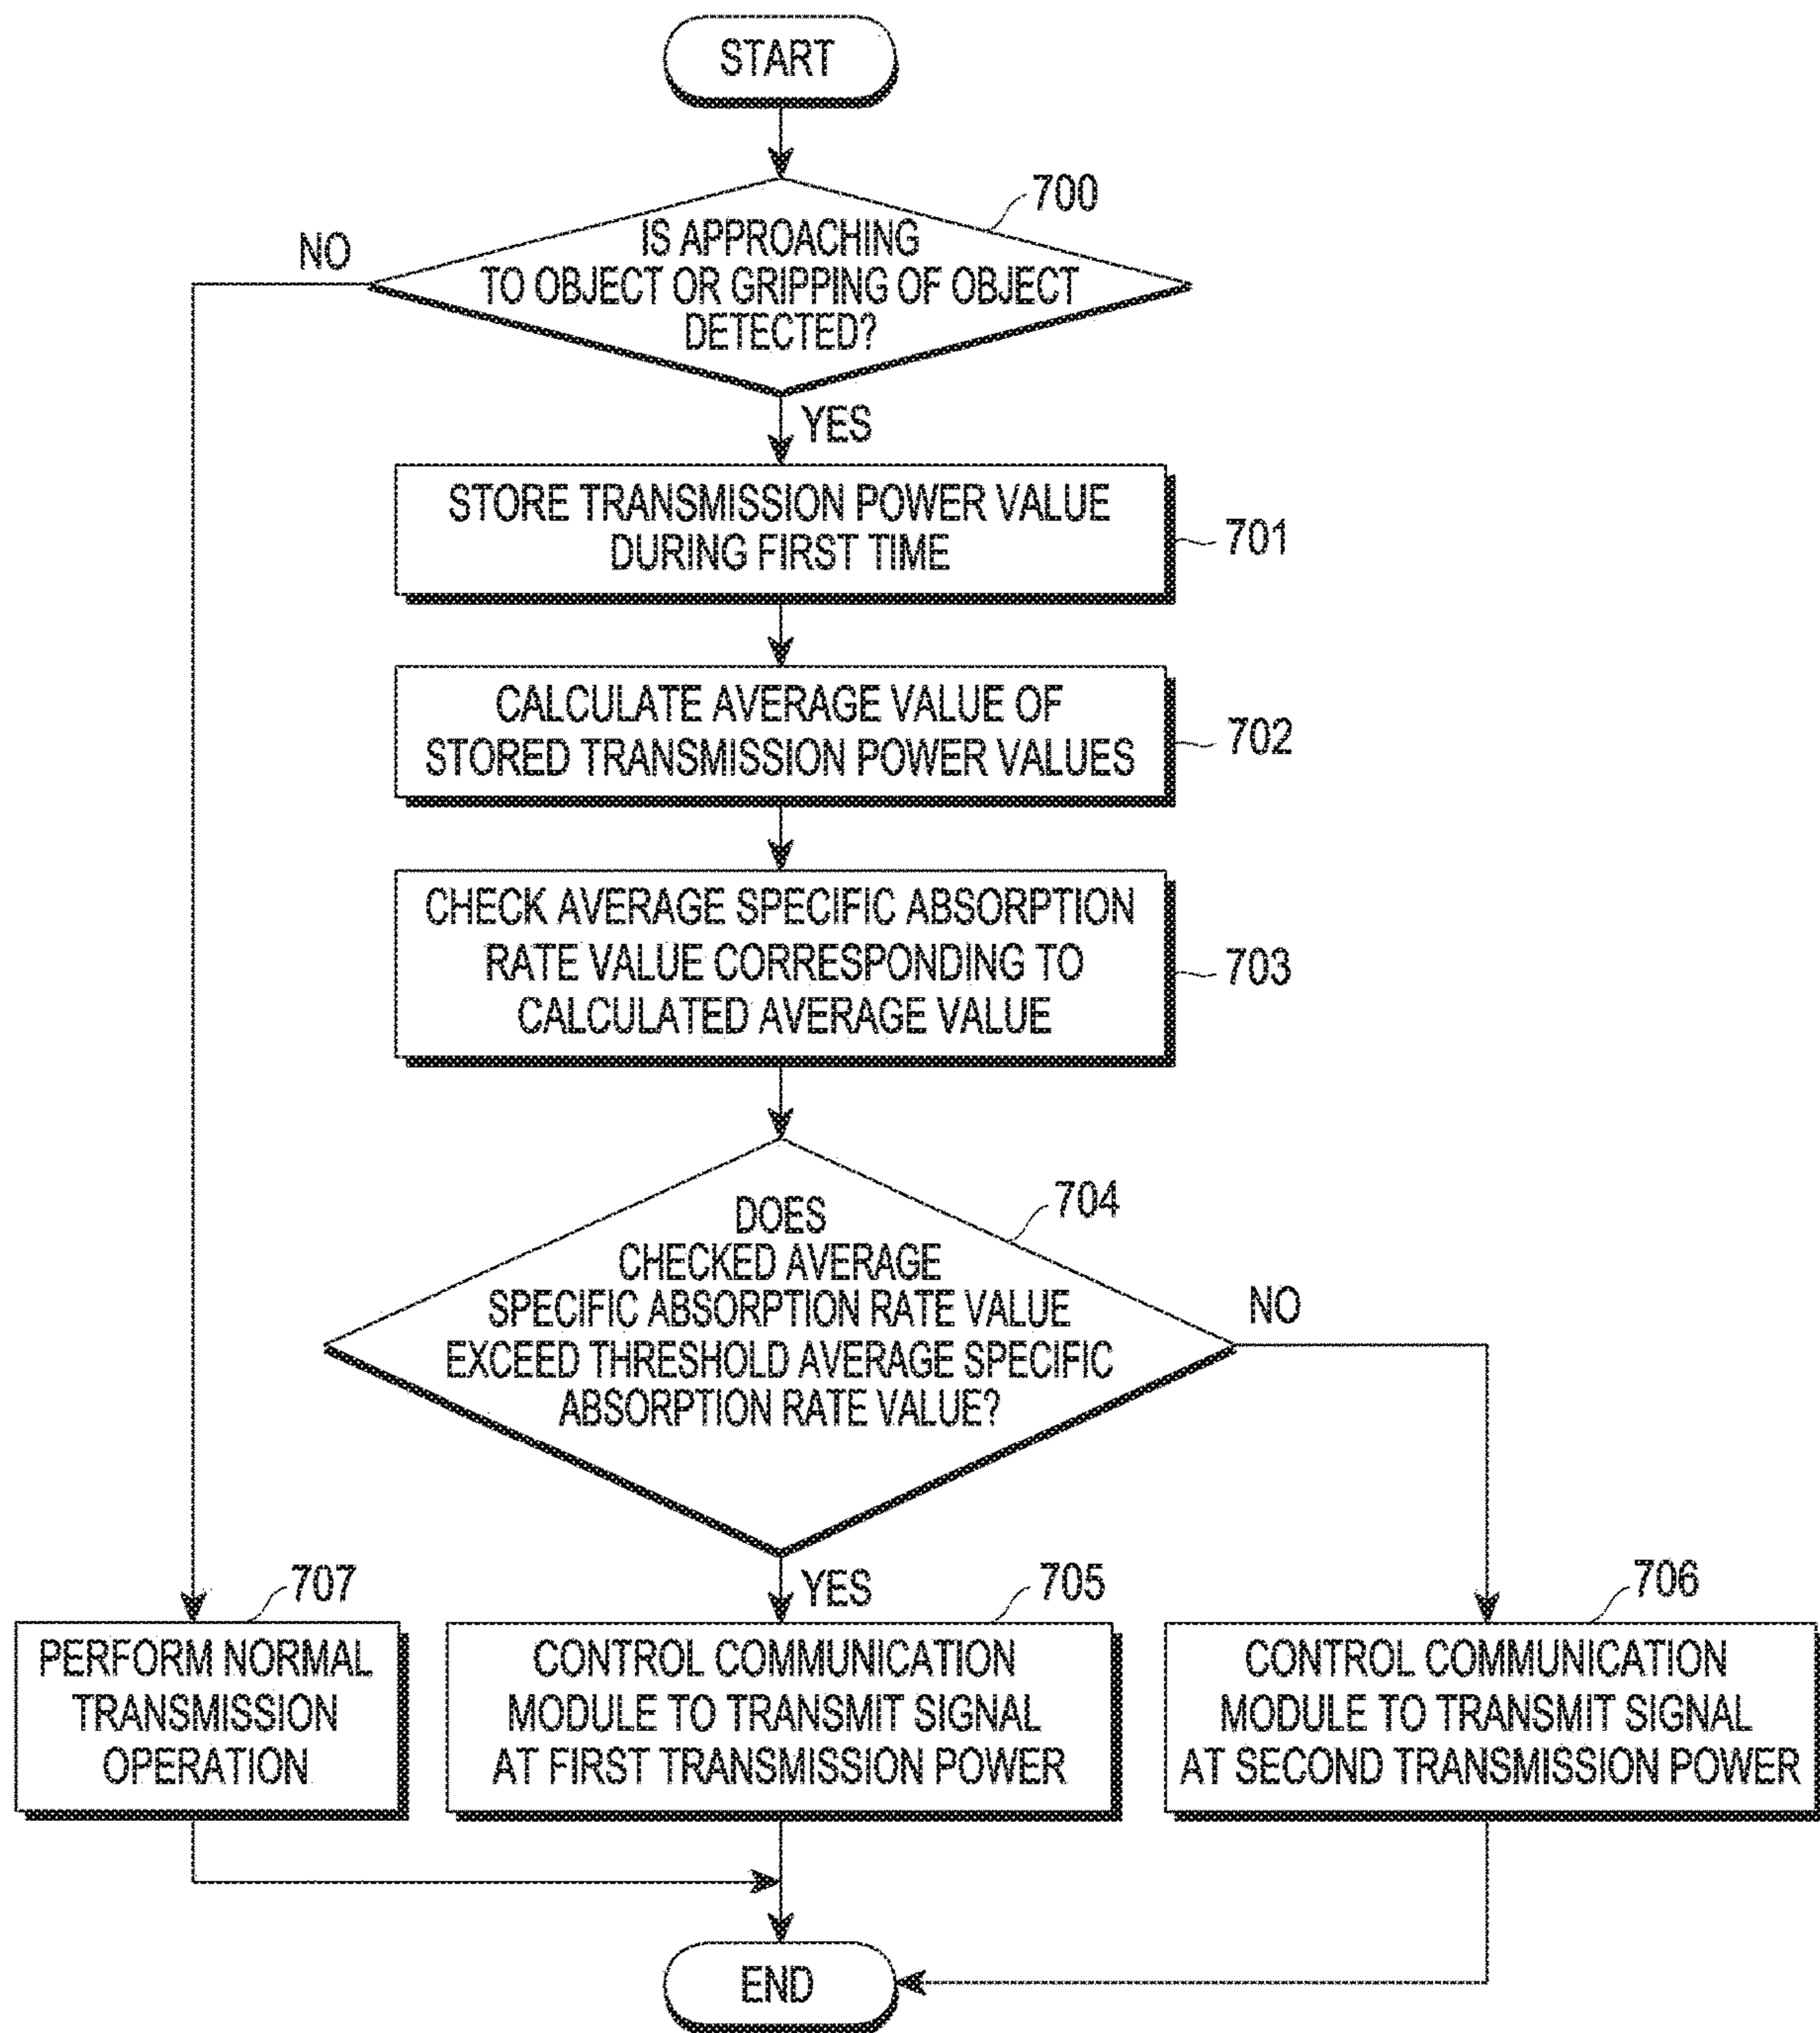 START
700
IS APPROACHING
TO OBJECT OR GRIPPING OF OBJECT
DETECTED?
NO
YES
STORE TRANSMISSION POWER VALUE
DURING FIRST TIME
701
CALCULATE AVERAGE VALUE OF
STORED TRANSMISSION POWER VALUES
702
CHECK AVERAGE SPECIFIC ABSORPTION
RATE VALUE CORRESPONDING TO
CALCULATED AVERAGE VALUE
703
704
DOES
CHECKED AVERAGE
SPECIFIC ABSORPTION RATE VALUE
EXCEED THRESHOLD AVERAGE SPECIFIC
ABSORPTION RATE VALUE?
NO
YES
707
PERFORM NORMAL
TRANSMISSION
OPERATION
705
CONTROL COMMUNICATION
MODULE TO TRANSMIT SIGNAL
AT FIRST TRANSMISSION POWER
706
CONTROL COMMUNICATION
MODULE TO TRANSMIT SIGNAL
AT SECOND TRANSMISSION POWER
END